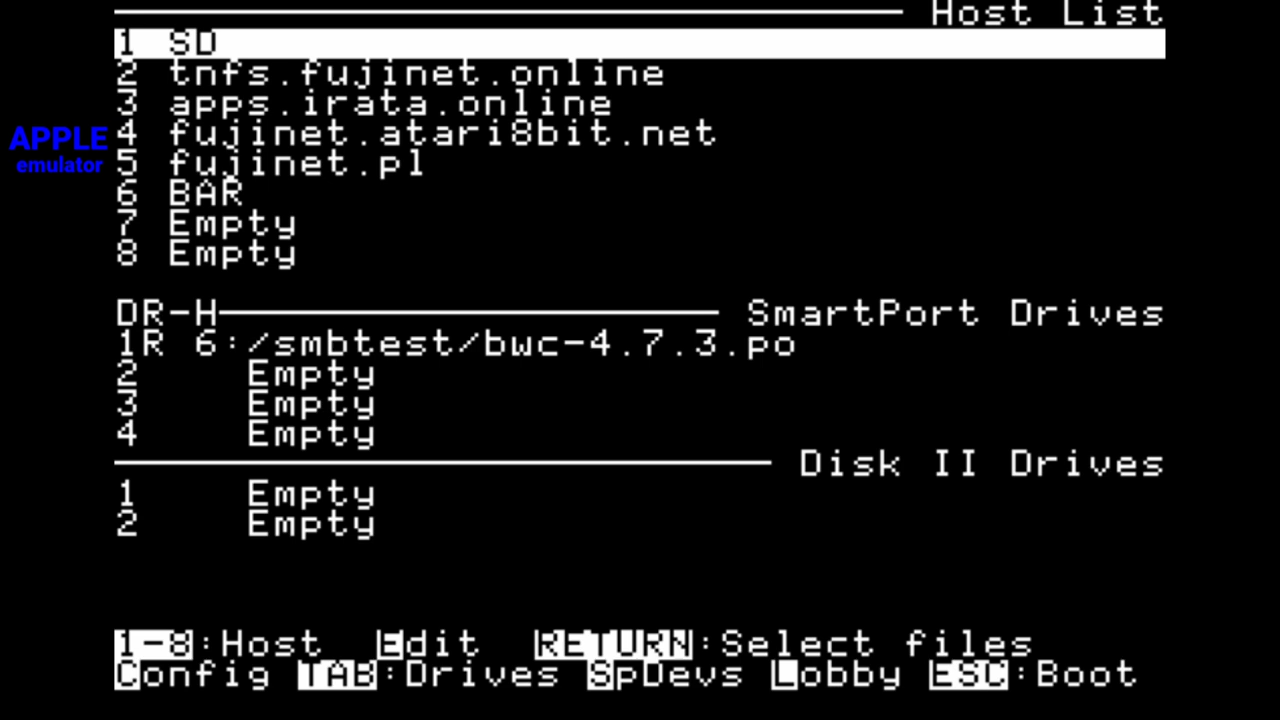 Host List
1 SD
2 tnfs.fujinet.online
3 apps.irata.online
APPLE
emulator
4 fujinet.atari8bit.net
5 fujinet.pl
6 BAR
7 Empty
8 Empty
DR-H SmartPort Drives
1R 6:/smbtest/bwc-4.7.3.po
2 Empty
3 Empty
4 Empty
Disk II Drives
1 Empty
2 Empty
1-8:Host Edit RETURN:Select files
Config TAB:Drives SpDevs Lobby ESC:Boot